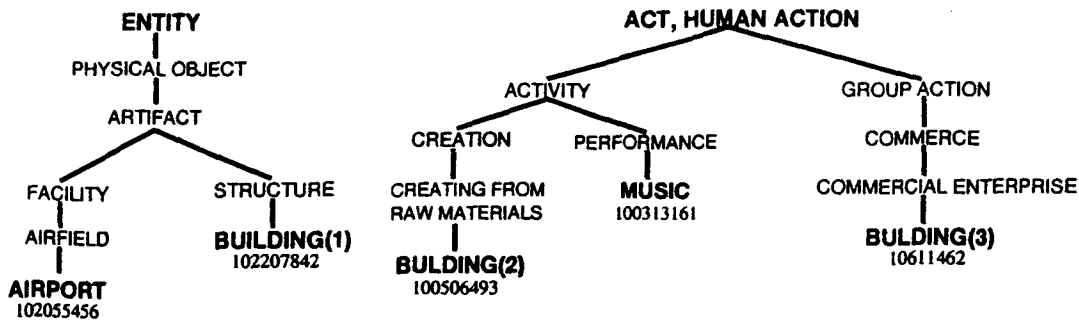 ENTITY
PHYSICAL OBJECT
ARTIFACT
FACILITY
STRUCTURE
AIRFIELD
BUILDING(1)
102207842
AIRPORT
102055456
ACT, HUMAN ACTION
ACTIVITY
GROUP ACTION
CREATION
PERFORMANCE
COMMERCE
CREATING FROM
RAW MATERIALS
MUSIC
100313161
COMMERCIAL ENTERPRISE
BULDING(2)
100506493
BULDING(3)
10611462